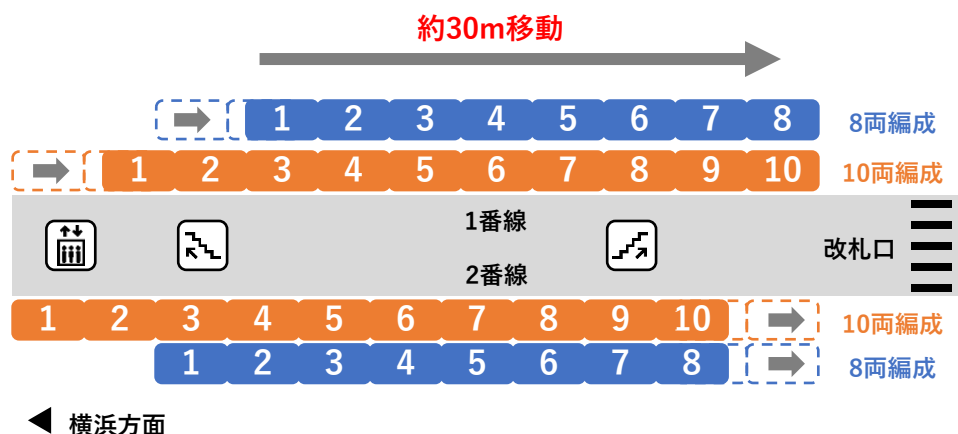 約30m移動
1 2 3 4 5 6 7 8 8両編成
1 2 3 4 5 6 7 8 9 10 10両編成
1番線
改札口
2番線
1 2 3 4 5 6 7 8 9 10 10両編成
1 2 3 4 5 6 7 8 8両編成
横浜方面